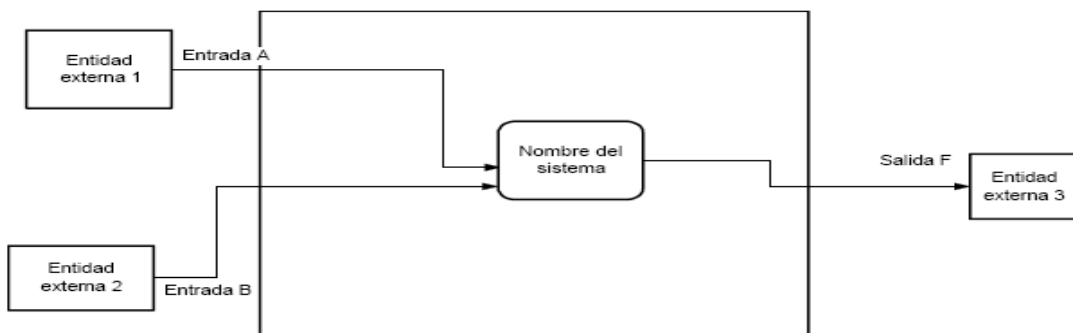 Entidad
externa 1
Entrada A
Nombre del
sistema
Salida F
Entidad
externa 3
Entidad
externa 2
Entrada B